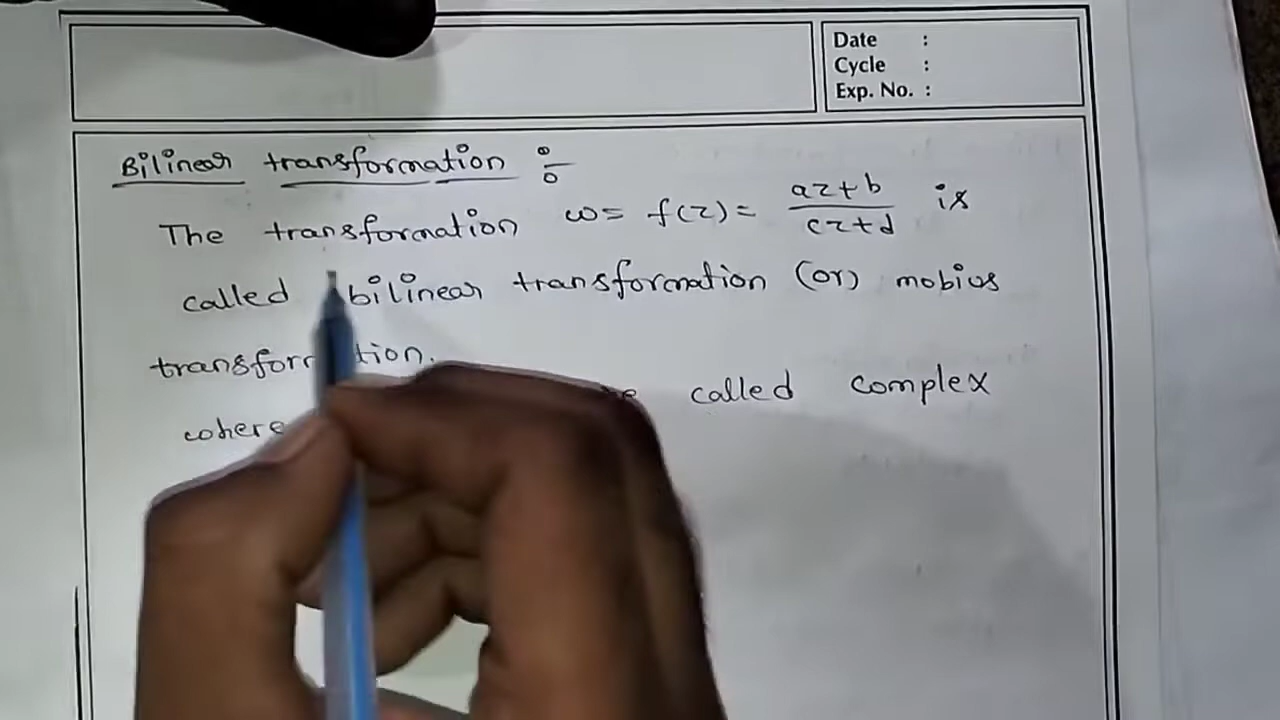 Date :
Cycle :
Exp. No. :
Bilinear transformation :
The transformation w = f(z) = (az+b)/(cz+d) is
called bilinear transformation (or) mobius
transformation.
where called complex